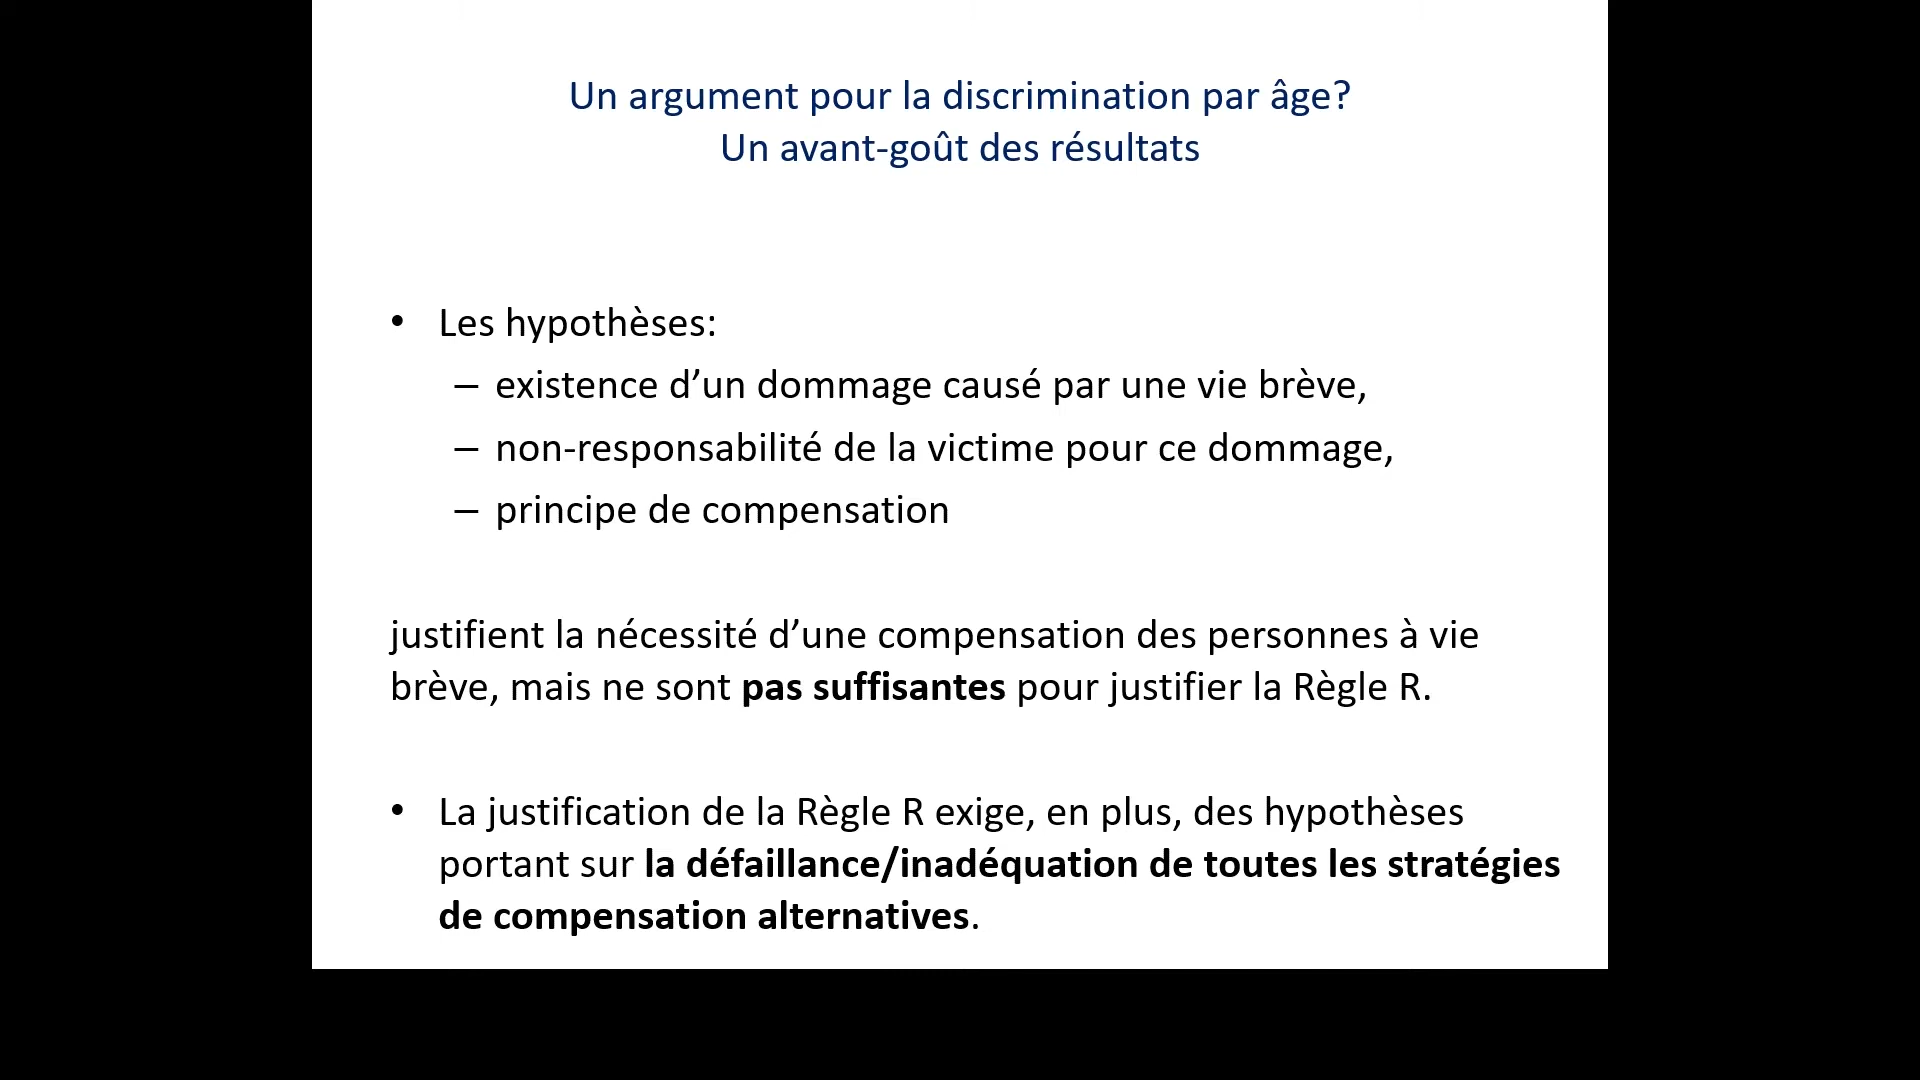 Un argument pour la discrimination par âge?
Un avant-goût des résultats
• Les hypothèses:
– existence d’un dommage causé par une vie brève,
– non-responsabilité de la victime pour ce dommage,
– principe de compensation
justifient la nécessité d’une compensation des personnes à vie
brève, mais ne sont pas suffisantes pour justifier la Règle R.
• La justification de la Règle R exige, en plus, des hypothèses
portant sur la défaillance/inadéquation de toutes les stratégies
de compensation alternatives.